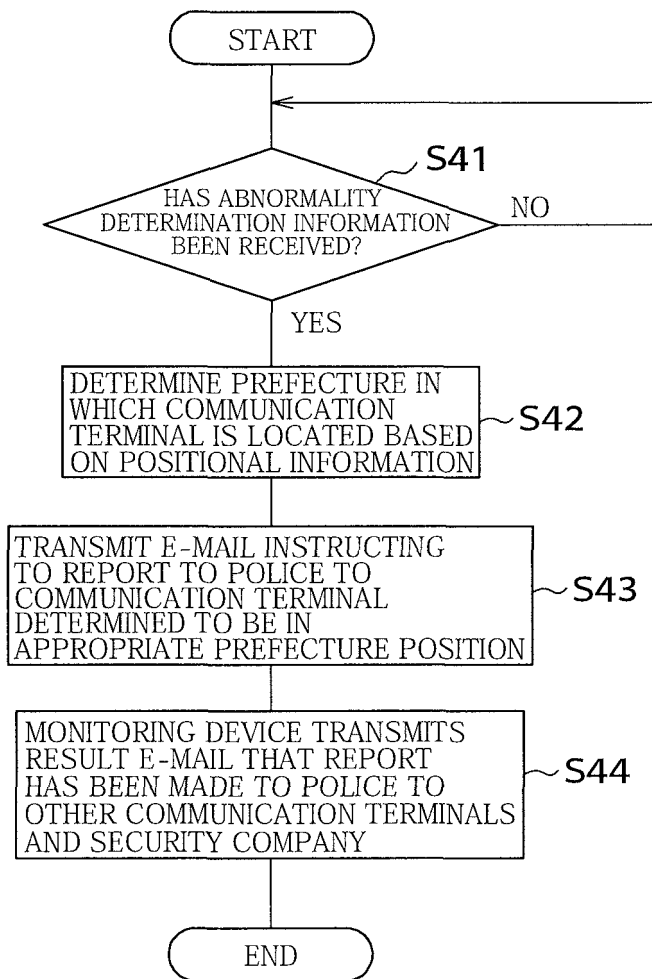 START
S41
HAS ABNORMALITY
DETERMINATION INFORMATION
BEEN RECEIVED?
NO
YES
DETERMINE PREFECTURE IN
WHICH COMMUNICATION
TERMINAL IS LOCATED BASED
ON POSITIONAL INFORMATION
S42
TRANSMIT E-MAIL INSTRUCTING
TO REPORT TO POLICE TO
COMMUNICATION TERMINAL
DETERMINED TO BE IN
APPROPRIATE PREFECTURE POSITION
S43
MONITORING DEVICE TRANSMITS
RESULT E-MAIL THAT REPORT
HAS BEEN MADE TO POLICE TO
OTHER COMMUNICATION TERMINALS
AND SECURITY COMPANY
S44
END